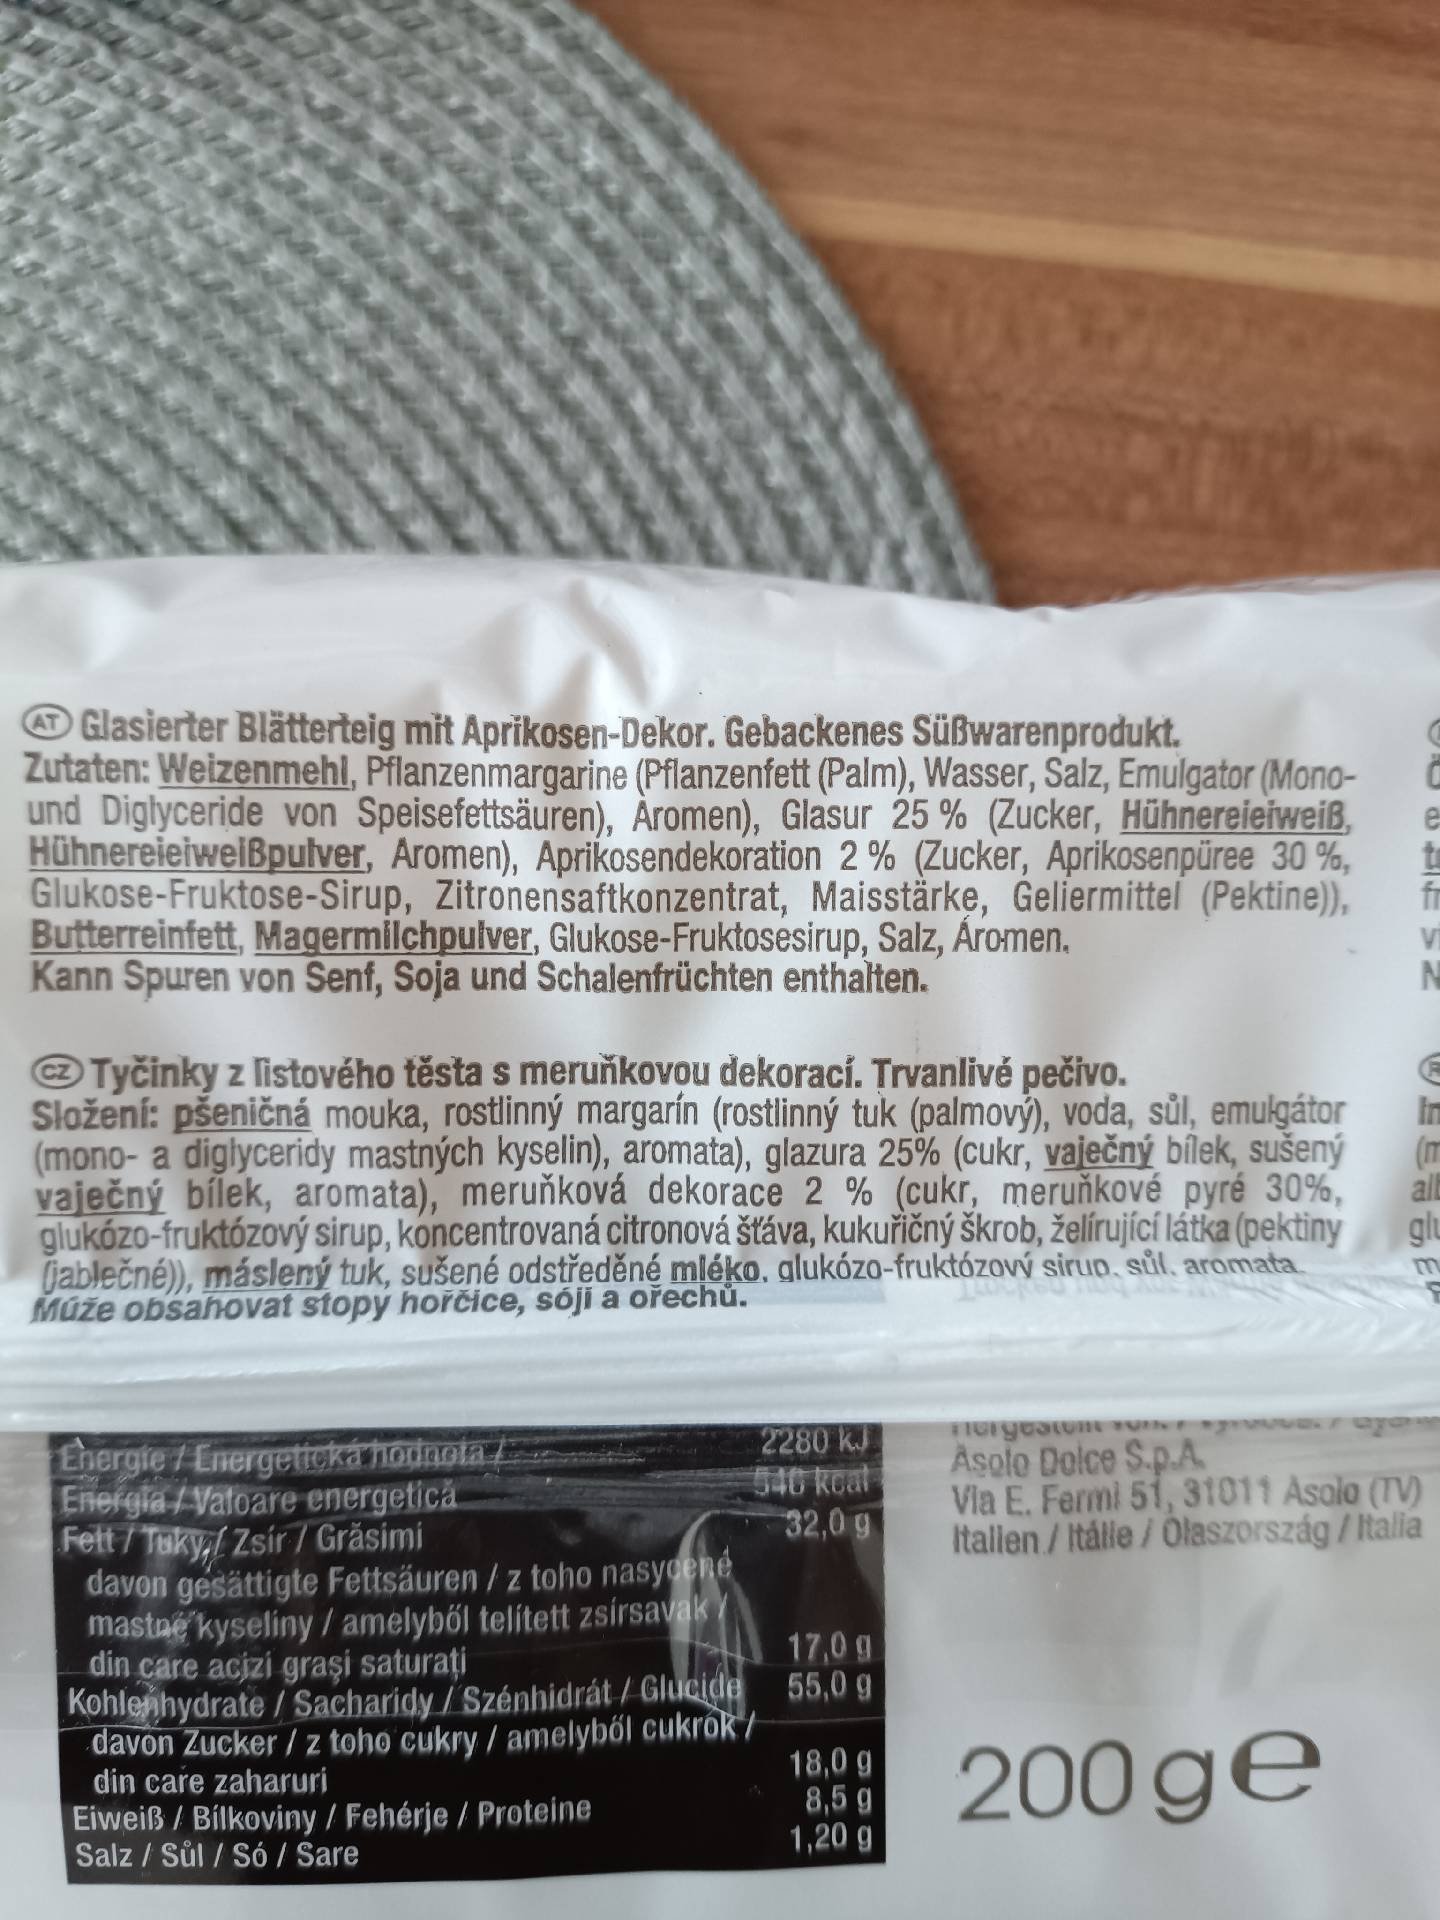 AT Glasierter Blätterteig mit Aprikosen-Dekor. Gebackenes Süßwarenprodukt.
Zutaten: Weizenmehl, Pflanzenmargarine (Pflanzenfett (Palm), Wasser, Salz, Emulgator (Mono-
und Diglyceride von Speisefettsäuren), Aromen), Glasur 25 % (Zucker, Hühnereieiweiß,
Hühnereieiweißpulver, Aromen), Aprikosendekoration 2 % (Zucker, Aprikosenpüree 30 %,
Glukose-Fruktose-Sirup, Zitronensaftkonzentrat, Maisstärke, Geliermittel (Pektine)),
Butterreinfett, Magermilchpulver, Glukose-Fruktosesirup, Salz, Aromen.
Kann Spuren von Senf, Soja und Schalenfrüchten enthalten.
CZ Tyčinky z listového těsta s meruňkovou dekorací. Trvanlivé pečivo.
Složení: pšeničná mouka, rostlinný margarín (rostlinný tuk (palmový), voda, sůl, emulgátor
(mono- a diglyceridy mastných kyselin), aromata), glazura 25% (cukr, vaječný bílek, sušený
vaječný bílek, aromata), meruňková dekorace 2 % (cukr, meruňkové pyré 30%,
glukózo-fruktózový sirup, koncentrovaná citronová šťáva, kukuřičný škrob, želírující látka (pektiny
(jablečné)), máslený tuk, sušené odstředěné mléko, glukózo-fruktózový sirup, sůl, aromata.
Může obsahovat stopy hořčice, sóji a ořechů.
Energie / Energetická hodnota / 2280 kJ
Energia / Valoare energetică 546 kcal
Fett / Tuky / Zsír / Grăsimi 32,0 g
davon gesättigte Fettsäuren / z toho nasycené
mastné kyseliny / amelyből telített zsírsavak /
din care acizi grași saturați 17,0 g
Kohlenhydrate / Sacharidy / Szénhidrát / Glucide 55,0 g
davon Zucker / z toho cukry / amelyből cukrok /
din care zaharuri 18,0 g
Eiweiß / Bílkoviny / Fehérje / Proteine 8,5 g
Salz / Sůl / Só / Sare 1,20 g
Asolo Dolce S.p.A.
Via E. Fermi 51, 31011 Asolo (TV)
Italien / Itálie / Olaszország / Italia
200 g e